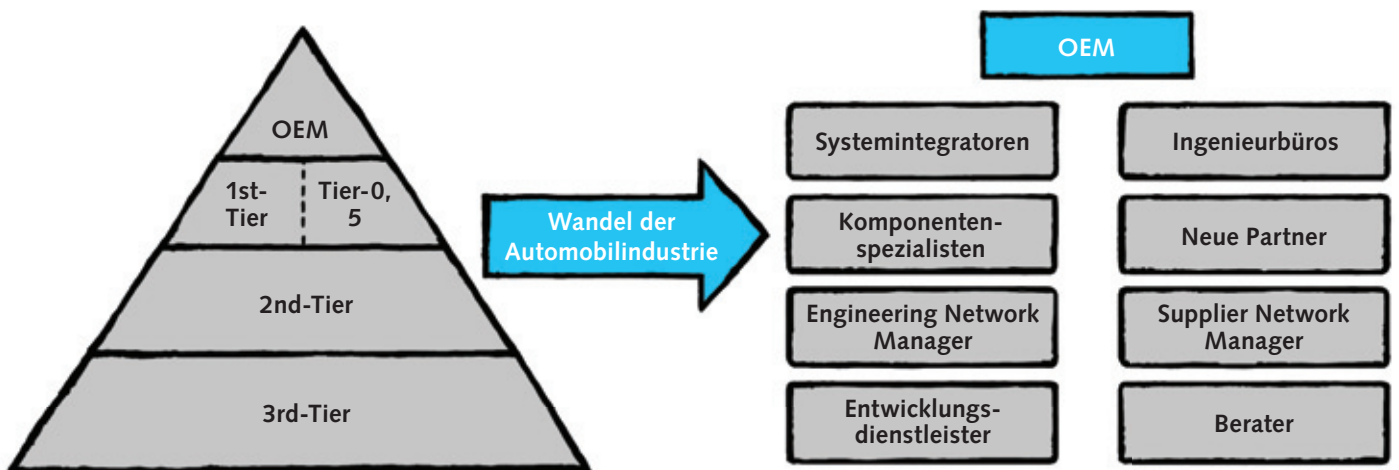 OEM
1st-
Tier
Tier-0,
5
2nd-Tier
3rd-Tier
Wandel der
Automobilindustrie
OEM
Systemintegratoren
Ingenieurbüros
Komponenten-
spezialisten
Neue Partner
Engineering Network
Manager
Supplier Network
Manager
Entwicklungs-
dienstleister
Berater